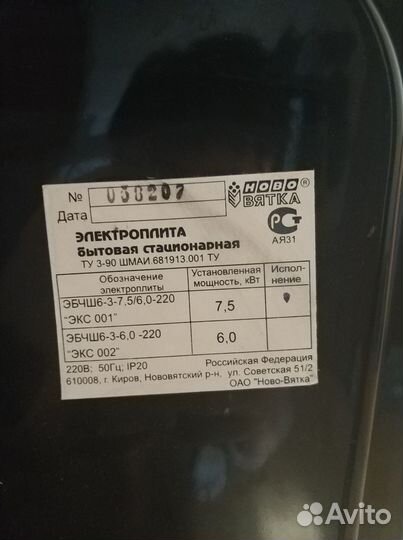 № 038207
НОВО ®
ВЯТКА
Дата
РСТ
АЯ31
ЭЛЕКТРОПЛИТА
бытовая стационарная
ТУ 3-90 ШМАИ.681913.001 ТУ
Обозначение электроплиты
Установленная мощность, кВт
Испол-
нение
ЭБЧШ6-3-7,5/6,0-220
"ЭКС 001"
7,5
ЭБЧШ6-3-6,0 -220
"ЭКС 002"
6,0
220В; 50Гц; IP20
Российская Федерация
610008, г. Киров, Нововятский р-н, ул. Советская 51/2
ОАО "Ново-Вятка"
Avito